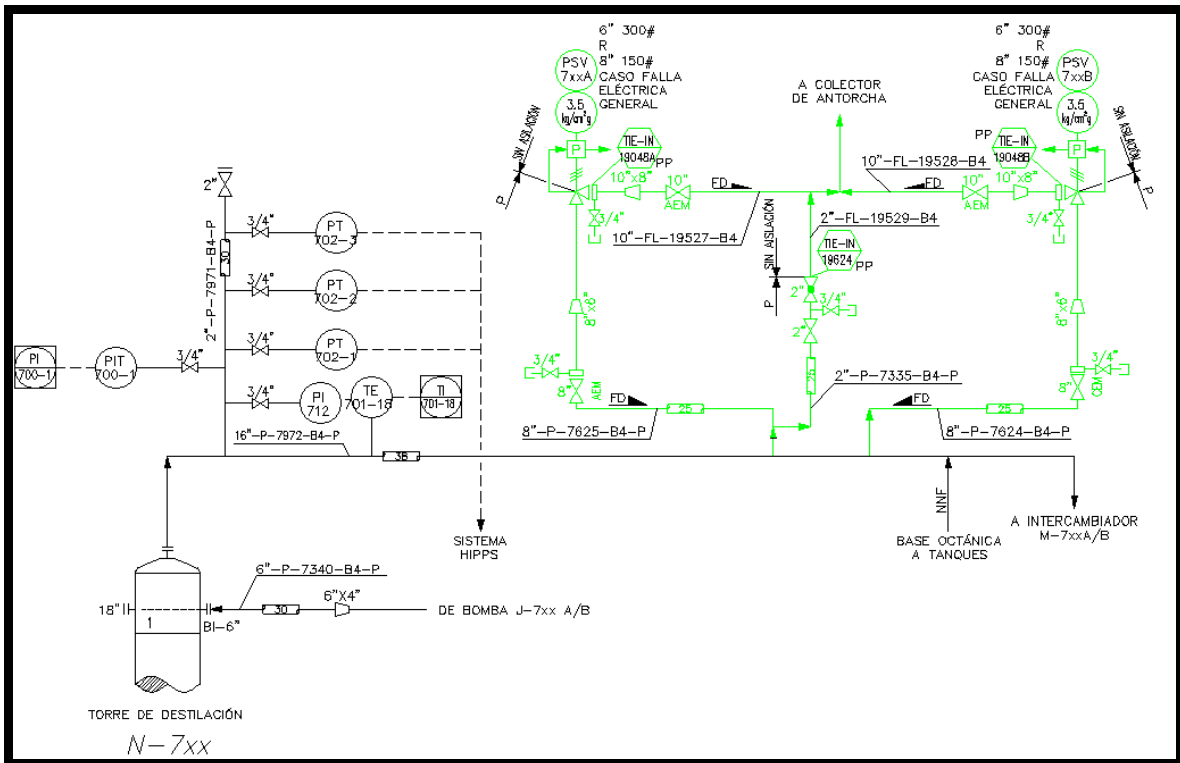 6" 300#
R
8" 150#
CASO FALLA
ELÉCTRICA
GENERAL
PSV
7xxA
3.5
kg/cm²g
P
SIN AISLACIÓN
P
TIE-IN
19048A
PP
10"x8"
10"
AEM
FD
3/4"
10"-FL-19527-B4
A COLECTOR
DE ANTORCHA
6" 300#
R
8" 150#
CASO FALLA
ELÉCTRICA
GENERAL
PSV
7xxB
3.5
kg/cm²g
P
SIN AISLACIÓN
P
PP
TIE-IN
19048B
10"-FL-19528-B4
10"
10"x8"
AEM
FD
3/4"
2"-FL-19529-B4
TIE-IN
19624
PP
SIN AISLACIÓN
P
2"
3/4"
2"
25
2"-P-7335-B4-P
8"x6"
3/4"
8"
AEM
FD
25
8"-P-7625-B4-P
8"x6"
3/4"
8"
CEM
FD
25
8"-P-7624-B4-P
2"
30
2"-P-7971-B4-P
3/4"
PT
702-3
3/4"
PT
702-2
3/4"
PT
702-1
PI
700-1
PIT
700-1
3/4"
3/4"
PI
712
TE
701-18
TI
701-18
16"-P-7972-B4-P
38
SISTEMA
HIPPS
NNF
BASE OCTÁNICA
A TANQUES
A INTERCAMBIADOR
M-7xxA/B
6"-P-7340-B4-P
6"X4"
30
DE BOMBA J-7xx A/B
18"
1
BI-6"
TORRE DE DESTILACIÓN
N-7xx